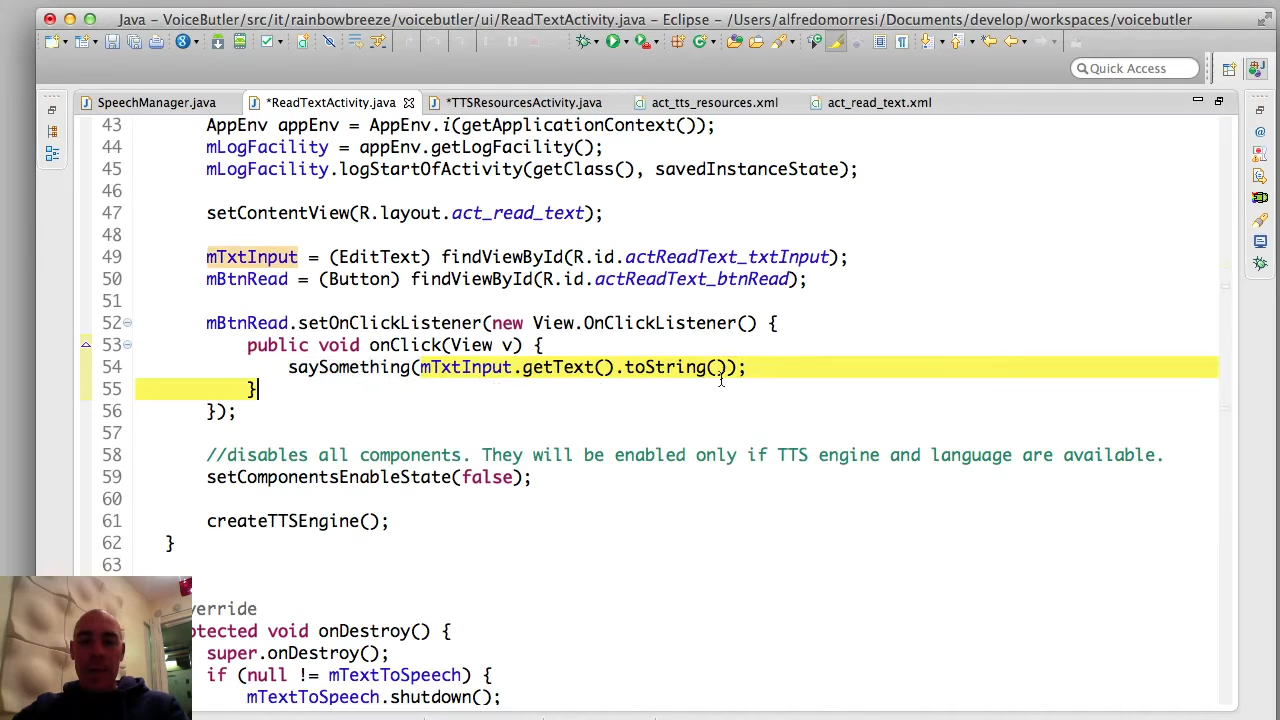 Java – VoiceButler/src/it/rainbowbreeze/voicebutler/ui/ReadTextActivity.java – Eclipse – /Users/alfredomorresi/Documents/develop/workspaces/voicebutler
Quick Access
SpeechManager.java *ReadTextActivity.java *TTSResourcesActivity.java act_tts_resources.xml act_read_text.xml
43 AppEnv appEnv = AppEnv.i(getApplicationContext());
44 mLogFacility = appEnv.getLogFacility();
45 mLogFacility.logStartOfActivity(getClass(), savedInstanceState);
46
47 setContentView(R.layout.act_read_text);
48
49 mTxtInput = (EditText) findViewById(R.id.actReadText_txtInput);
50 mBtnRead = (Button) findViewById(R.id.actReadText_btnRead);
51
52 mBtnRead.setOnClickListener(new View.OnClickListener() {
53 public void onClick(View v) {
54 saySomething(mTxtInput.getText().toString());
55 }
56 });
57
58 //disables all components. They will be enabled only if TTS engine and language are available.
59 setComponentsEnableState(false);
60
61 createTTSEngine();
62 }
63
verride
otected void onDestroy() {
super.onDestroy();
if (null != mTextToSpeech) {
mTextToSpeech.shutdown();